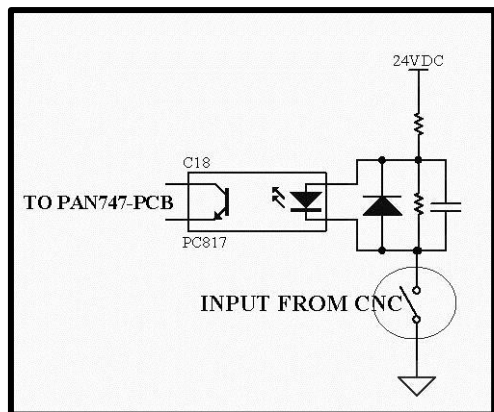 24VDC
C18
TO PAN747-PCB
PC817
INPUT FROM CNC